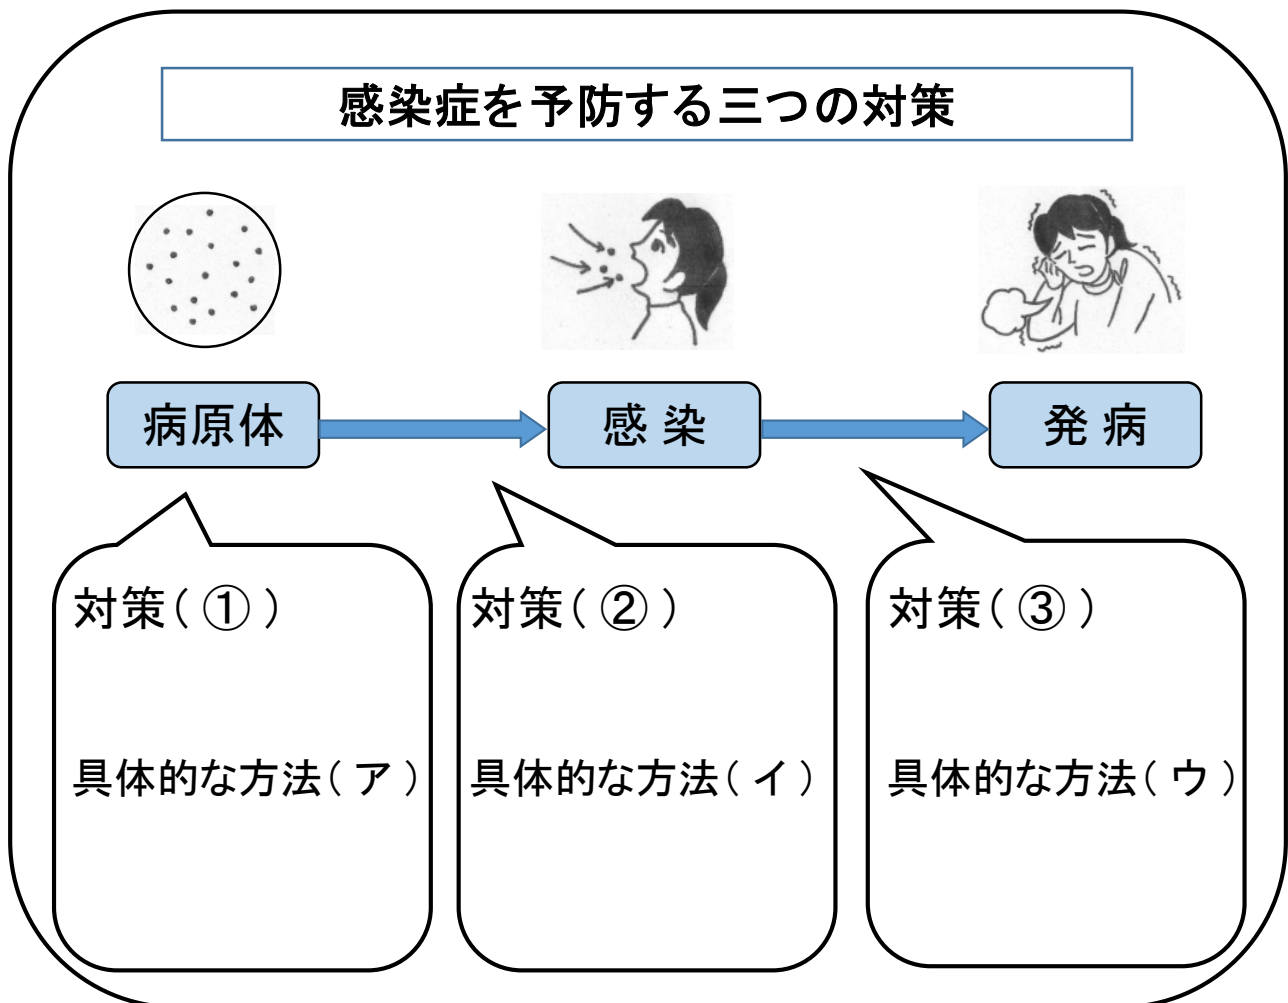 感染症を予防する三つの対策
病原体
感 染
発 病
対策( ① )
具体的な方法( ア )
対策( ② )
具体的な方法( イ )
対策( ③ )
具体的な方法( ウ )